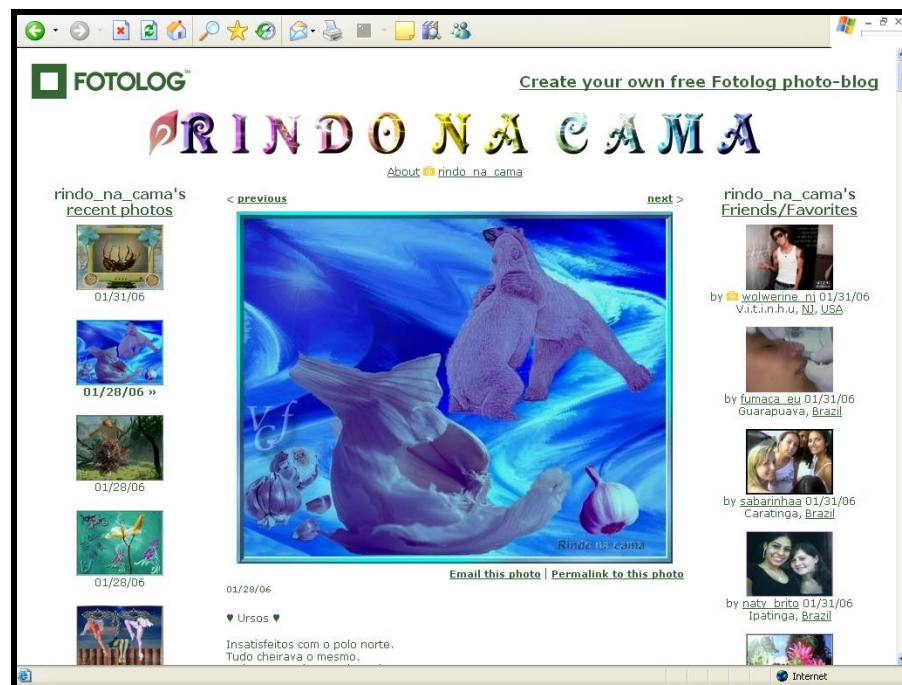 FOTOLOG™
Create your own free Fotolog photo-blog
RINDO NA CAMA
About rindo_na_cama
rindo_na_cama's
recent photos
01/31/06
01/28/06 »
01/28/06
01/28/06
< previous
next >
VGf
Rindo na cama
Email this photo | Permalink to this photo
01/28/06
♥ Ursos ♥
Insatisfeitos com o polo norte.
Tudo cheirava o mesmo.
rindo_na_cama's
Friends/Favorites
by wolwerine_nj 01/31/06
V.i.t.i.n.h.u, NJ, USA
by fumaca_eu 01/31/06
Guarapuava, Brazil
by sabarinhaa 01/31/06
Caratinga, Brazil
by naty_brito 01/31/06
Ipatinga, Brazil
Internet